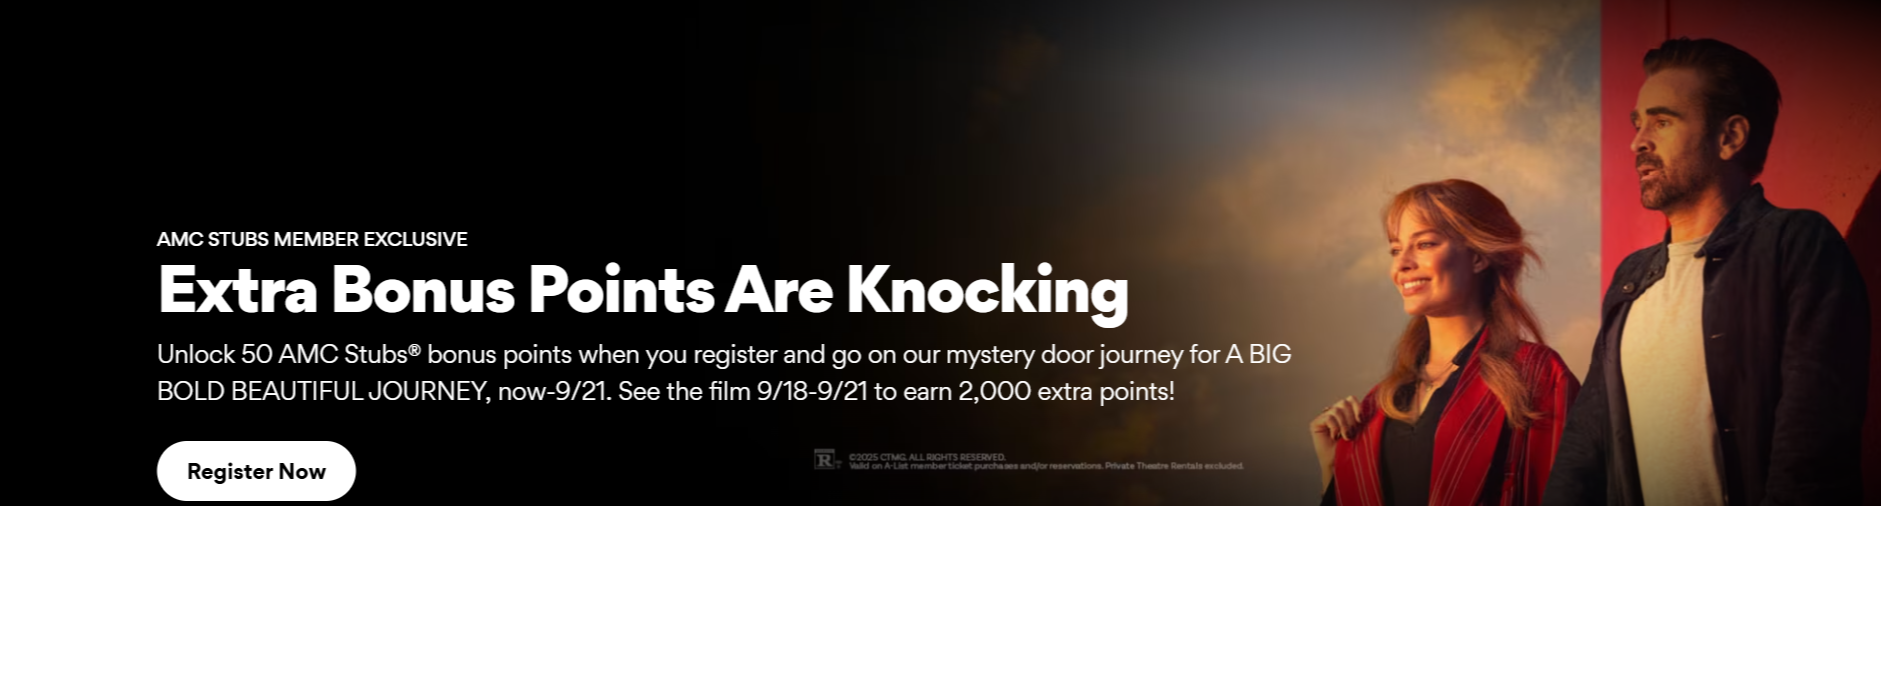 AMC STUBS MEMBER EXCLUSIVE
Extra Bonus Points Are Knocking
Unlock 50 AMC Stubs® bonus points when you register and go on our mystery door journey for A BIG
BOLD BEAUTIFUL JOURNEY, now-9/21. See the film 9/18-9/21 to earn 2,000 extra points!
Register Now
R
©2025 CTMG. ALL RIGHTS RESERVED.
Valid on A-List member ticket purchases and/or reservations. Private Theatre Rentals excluded.